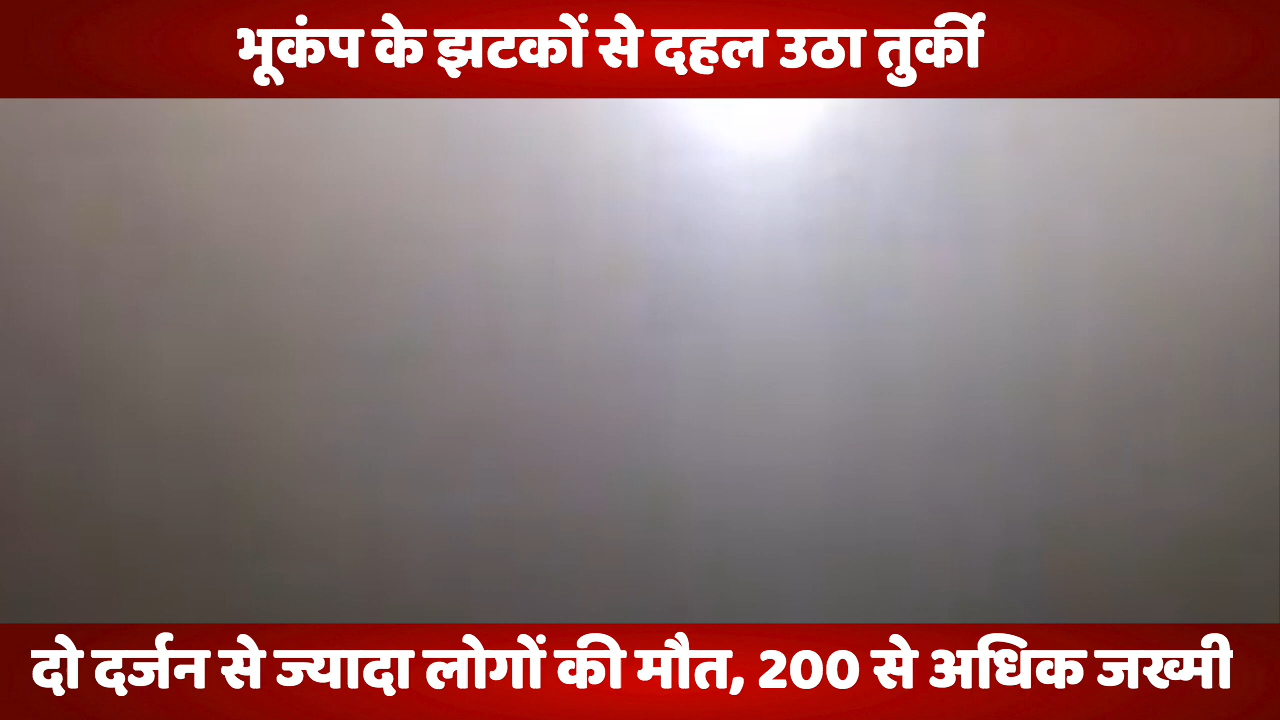 भूकंप के झटकों से दहल उठा तुर्की
दो दर्जन से ज्यादा लोगों की मौत, 200 से अधिक जख्मी